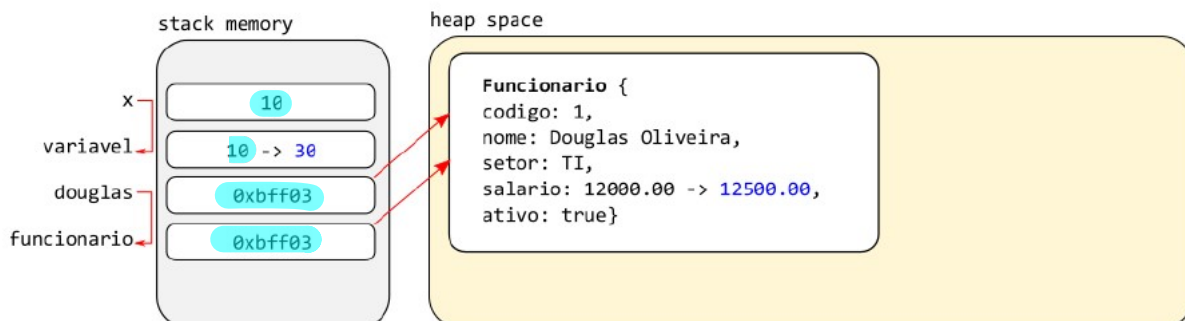 stack memory
heap space
x
10
variavel
10 -> 30
douglas
0xbff03
funcionario
0xbff03
Funcionario {
codigo: 1,
nome: Douglas Oliveira,
setor: TI,
salario: 12000.00 -> 12500.00,
ativo: true}